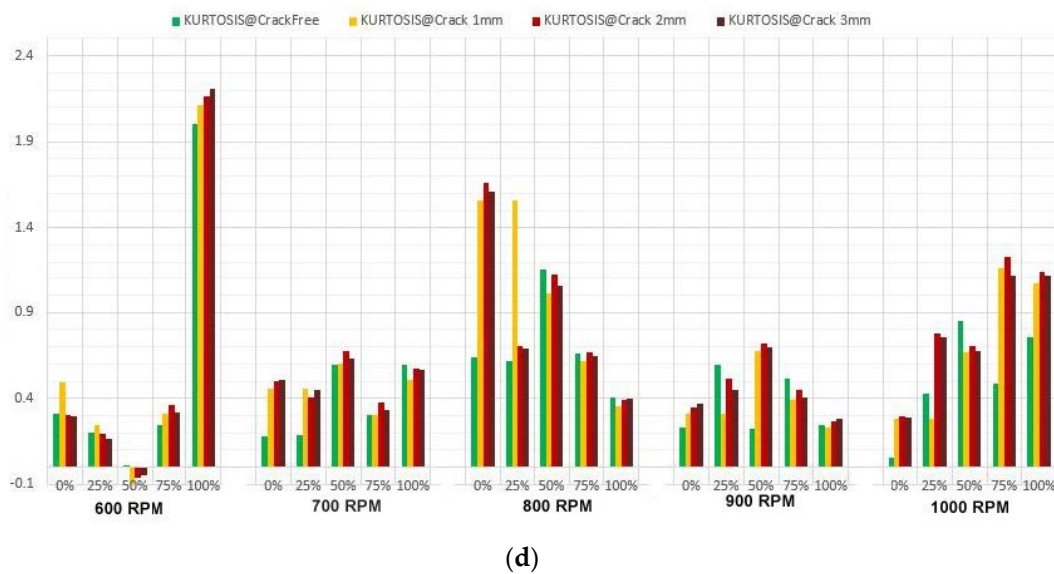 KURTOSIS@CrackFree KURTOSIS@Crack 1mm KURTOSIS@Crack 2mm KURTOSIS@Crack 3mm
2.4
1.9
1.4
0.9
0.4
-0.1
0% 25% 50% 75% 100% 0% 25% 50% 75% 100% 0% 25% 50% 75% 100% 0% 25% 50% 75% 100% 0% 25% 50% 75% 100%
600 RPM 700 RPM 800 RPM 900 RPM 1000 RPM
(d)